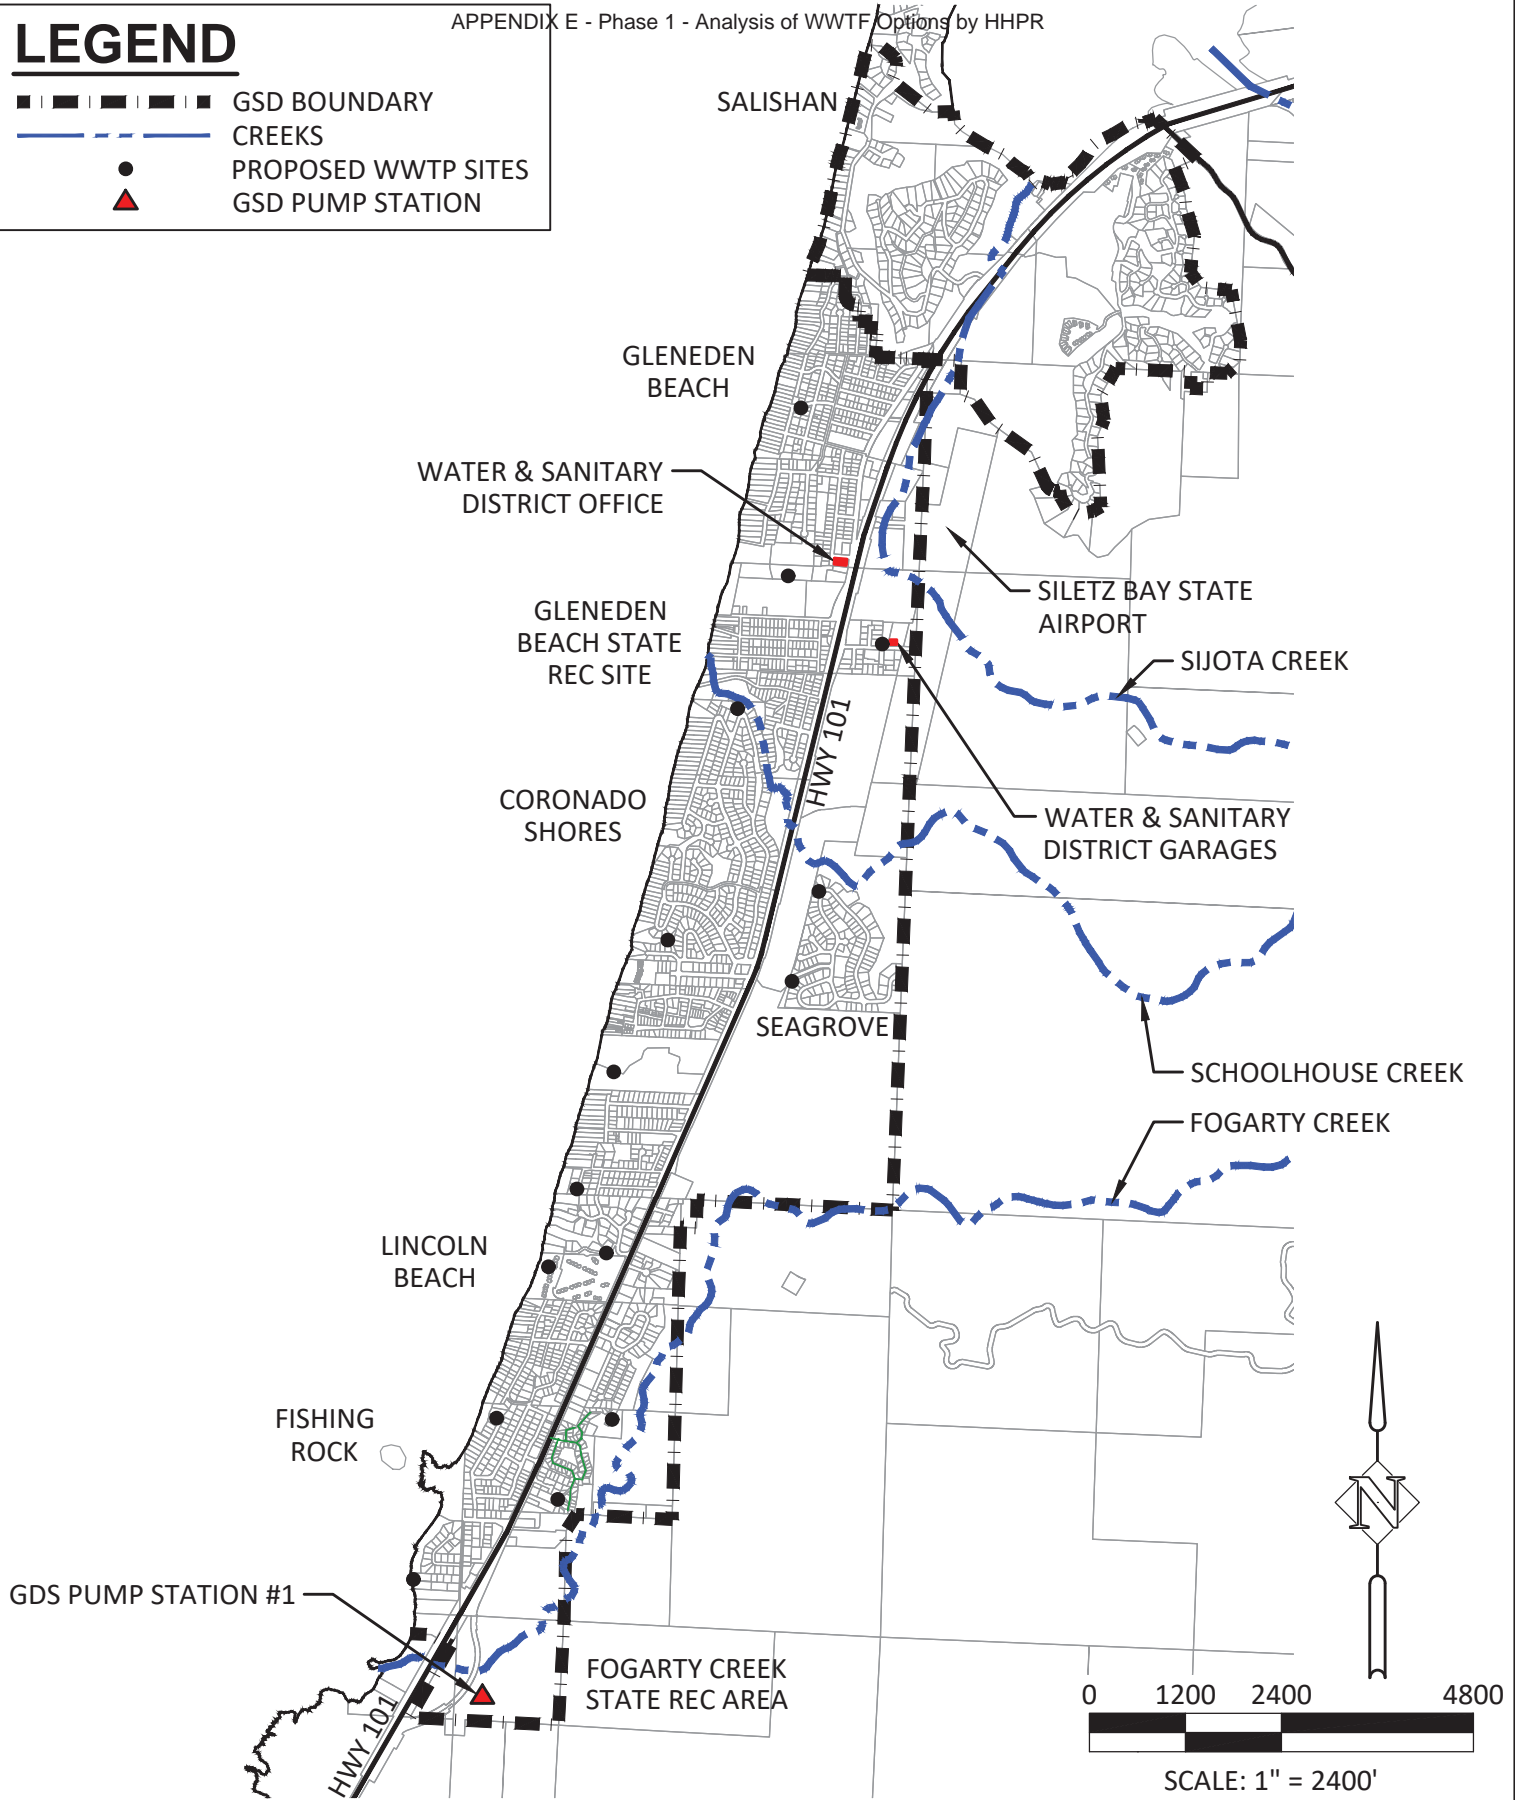 APPENDIX E - Phase 1 - Analysis of WWTF Options by HHPR
LEGEND
GSD BOUNDARY
CREEKS
PROPOSED WWTP SITES
GSD PUMP STATION
SALISHAN
GLENEDEN
BEACH
WATER & SANITARY
DISTRICT OFFICE
SILETZ BAY STATE
AIRPORT
GLENEDEN
BEACH STATE
REC SITE
SIJOTA CREEK
HWY 101
CORONADO
SHORES
WATER & SANITARY
DISTRICT GARAGES
SEAGROVE
SCHOOLHOUSE CREEK
FOGARTY CREEK
LINCOLN
BEACH
FISHING
ROCK
N
GDS PUMP STATION #1
FOGARTY CREEK
STATE REC AREA
HWY 101
0 1200 2400 4800
SCALE: 1" = 2400'